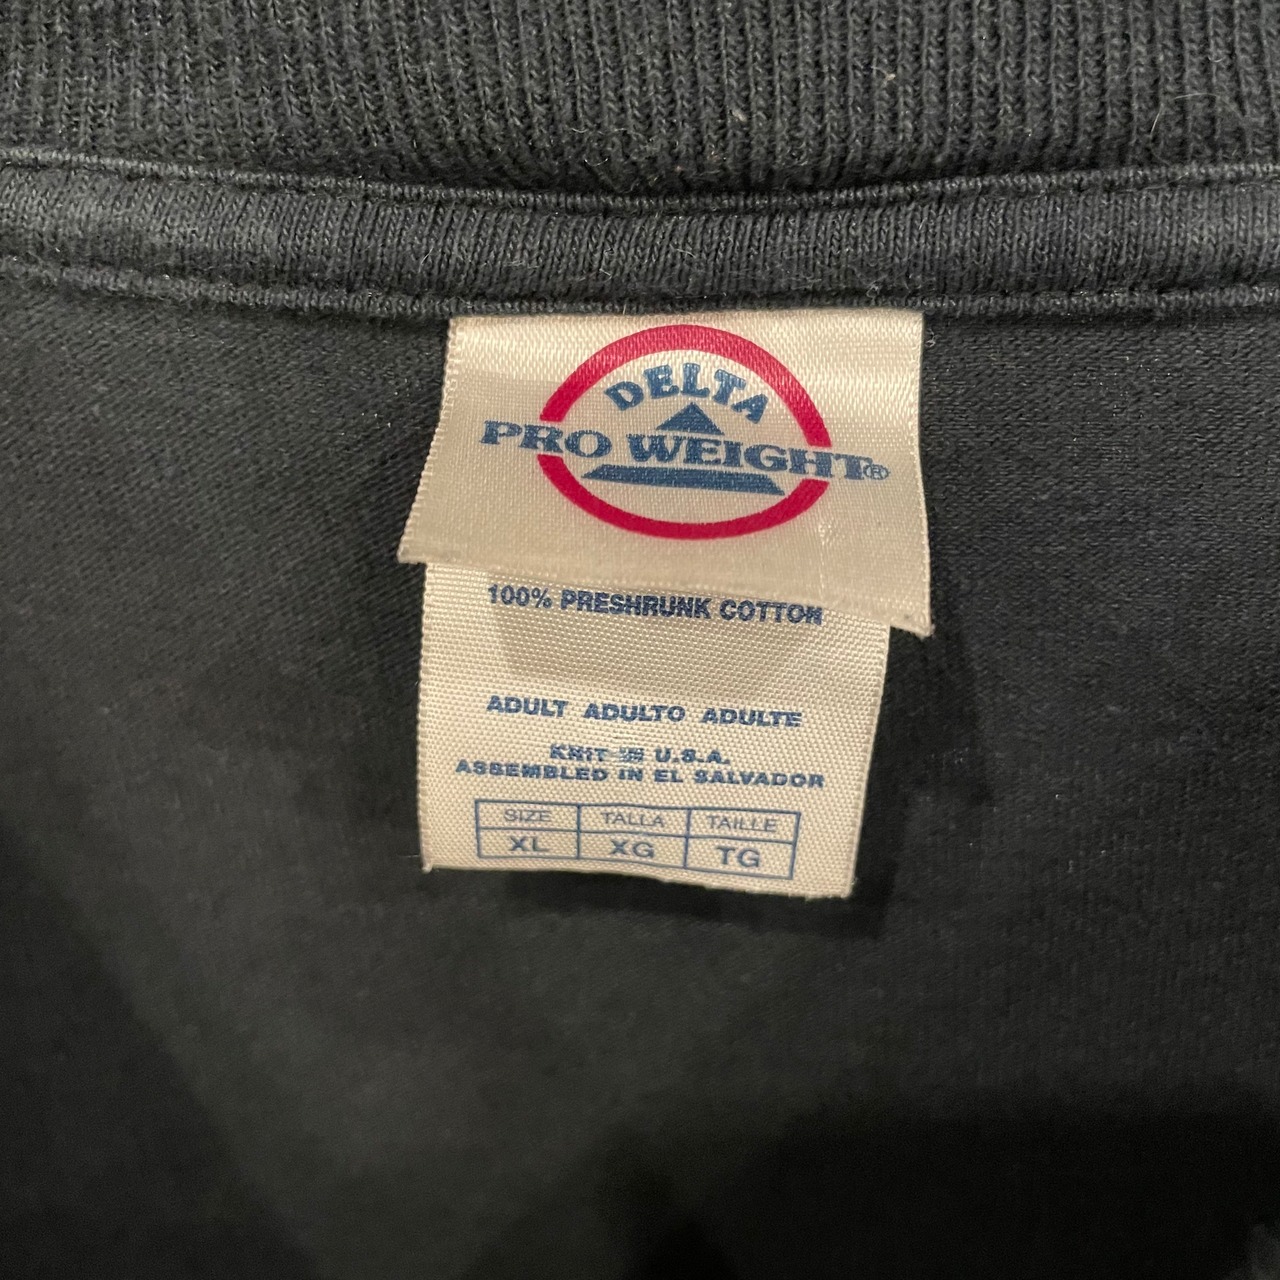 DELTA
PRO WEIGHT®
100% PRESHRUNK COTTON
ADULT ADULTO ADULTE
KNIT IN U.S.A.
ASSEMBLED IN EL SALVADOR
SIZE TALLA TAILLE
XL XG TG